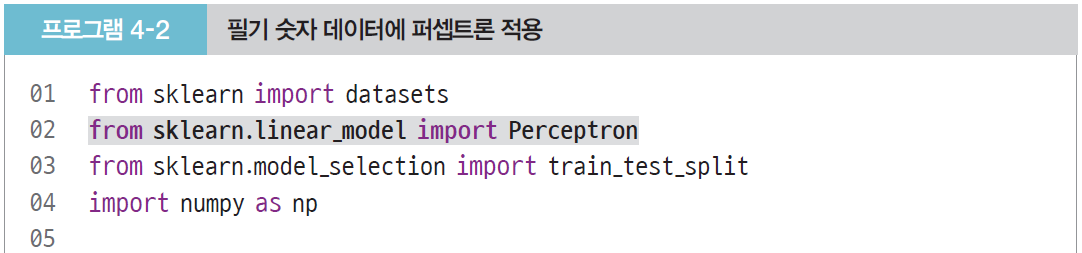 프로그램 4-2 필기 숫자 데이터에 퍼셉트론 적용
01 from sklearn import datasets
02 from sklearn.linear_model import Perceptron
03 from sklearn.model_selection import train_test_split
04 import numpy as np
05